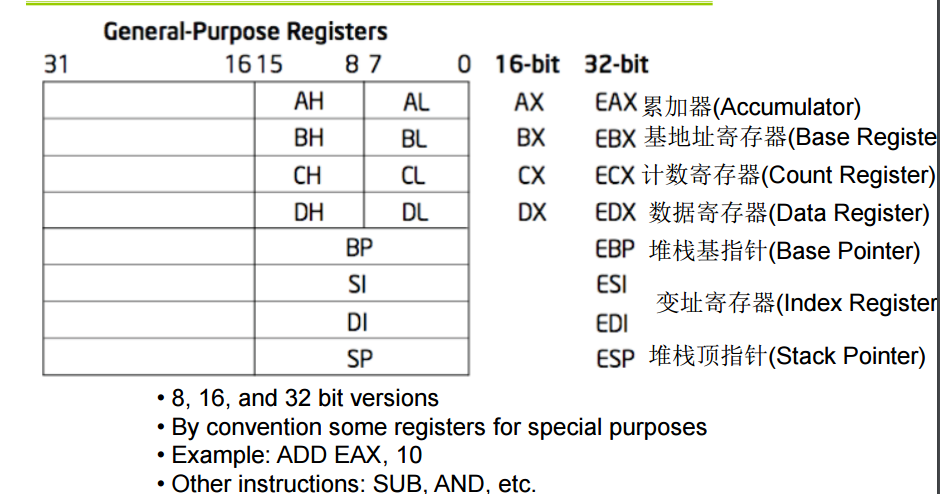 General-Purpose Registers
31 16 15 8 7 0 16-bit 32-bit
AH AL AX EAX 累加器(Accumulator)
BH BL BX EBX 基地址寄存器(Base Registe
CH CL CX ECX 计数寄存器(Count Register)
DH DL DX EDX 数据寄存器(Data Register)
BP EBP 堆栈基指针(Base Pointer)
SI ESI
变址寄存器(Index Register
DI EDI
SP ESP 堆栈顶指针(Stack Pointer)
• 8, 16, and 32 bit versions
• By convention some registers for special purposes
• Example: ADD EAX, 10
• Other instructions: SUB, AND, etc.